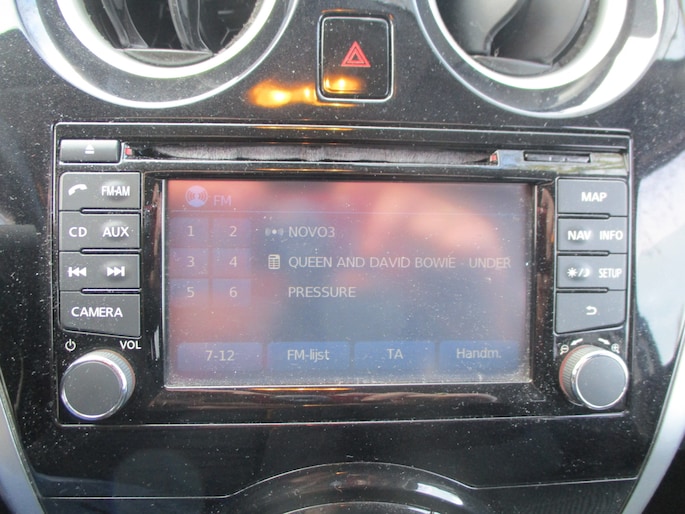 FM-AM
CD AUX
CAMERA
VOL
FM
1 2
3 4
5 6
NOVO3
QUEEN AND DAVID BOWIE - UNDER
PRESSURE
7-12 FM-lijst TA Handm.
MAP
NAV INFO
SETUP